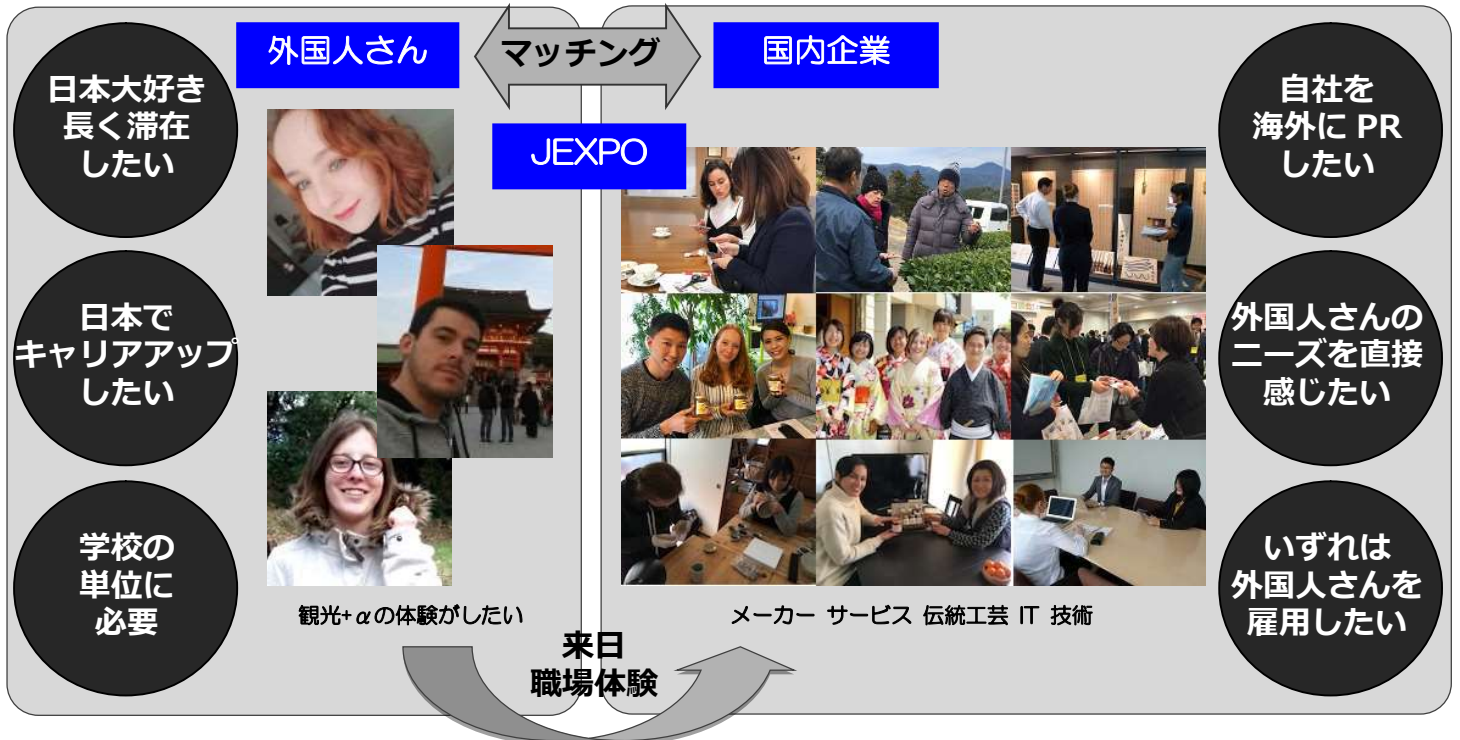 外国人さん
マッチング
国内企業
JEXPO
日本大好き
長く滞在
したい
日本で
キャリアアップ
したい
学校の
単位に
必要
観光+αの体験がしたい
来日
職場体験
メーカー サービス 伝統工芸 IT 技術
自社を
海外に PR
したい
外国人さんの
ニーズを直接
感じたい
いずれは
外国人さんを
雇用したい